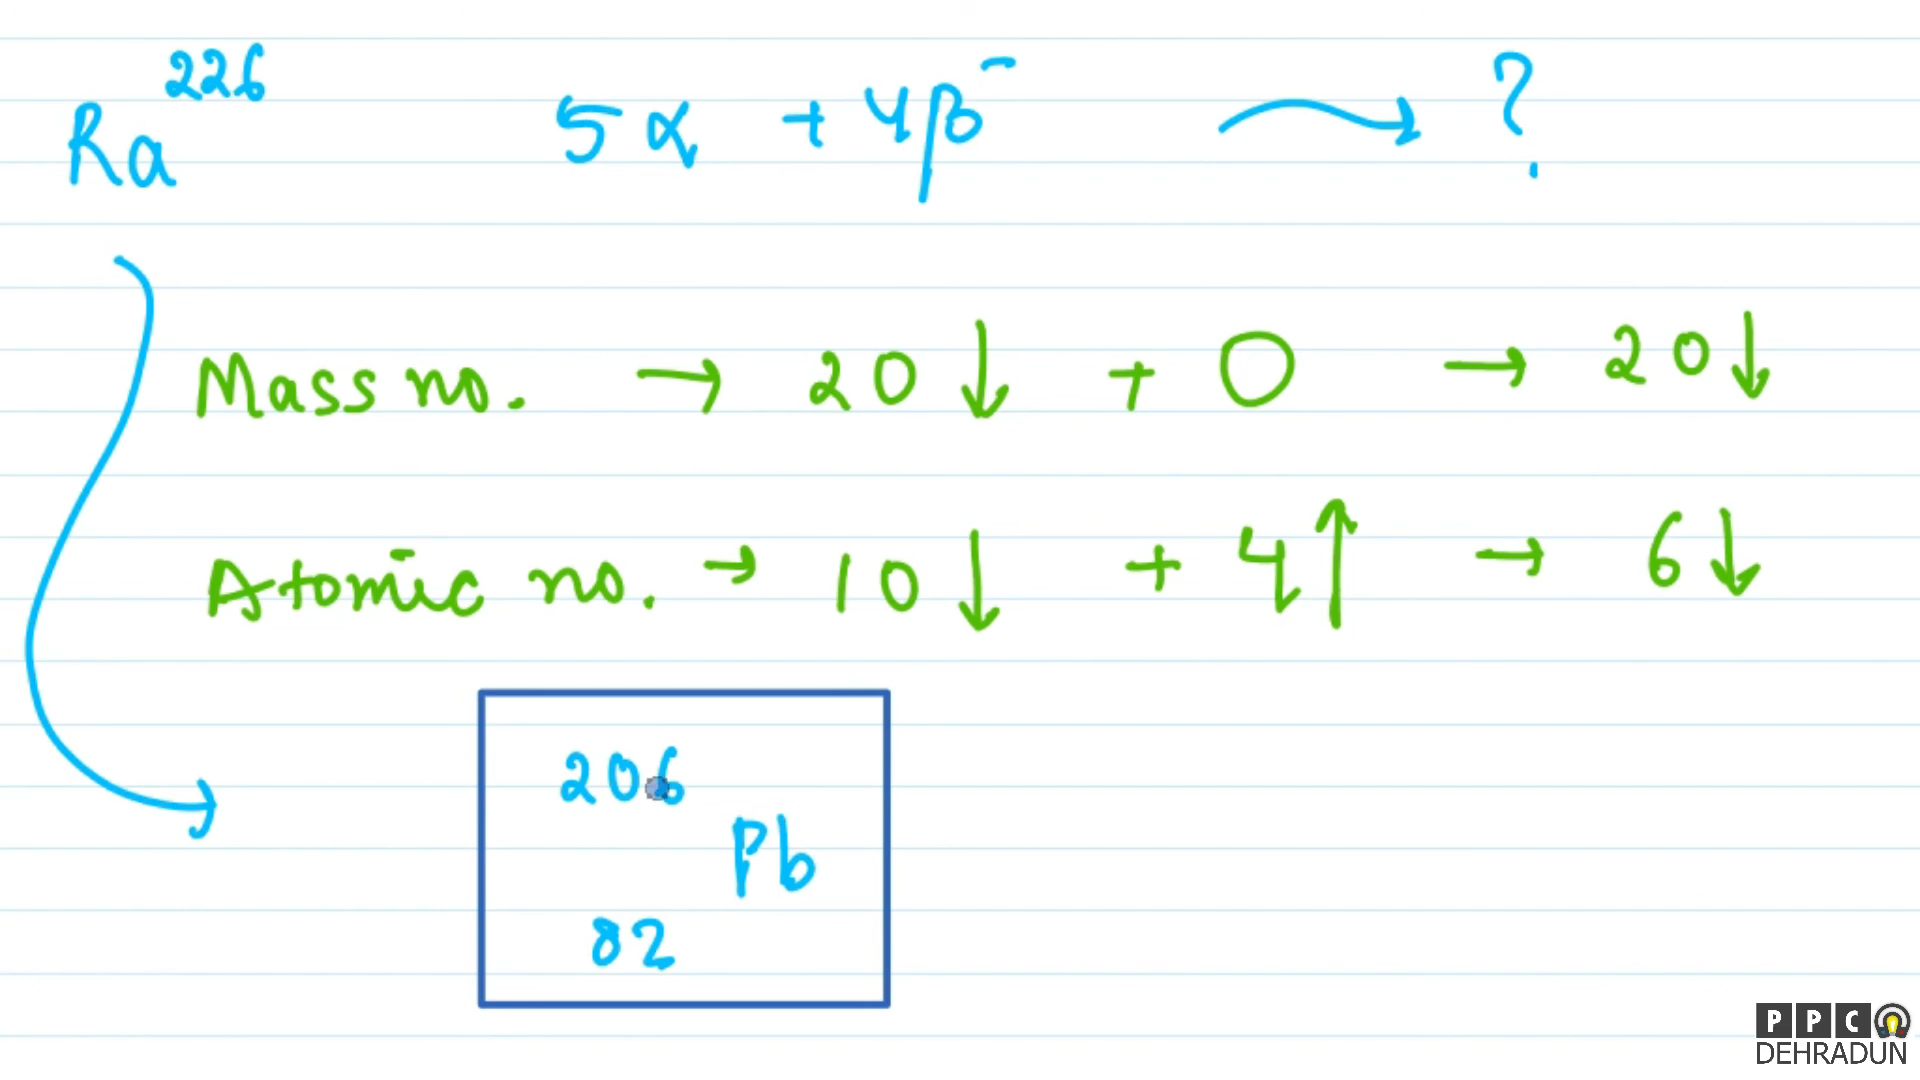 Ra²²⁶ 5α + 4β⁻ → ?
Mass no. → 20↓ + 0 → 20↓
Atomic no. → 10↓ + 4↑ → 6↓
206
Pb
82
PPC
DEHRADUN